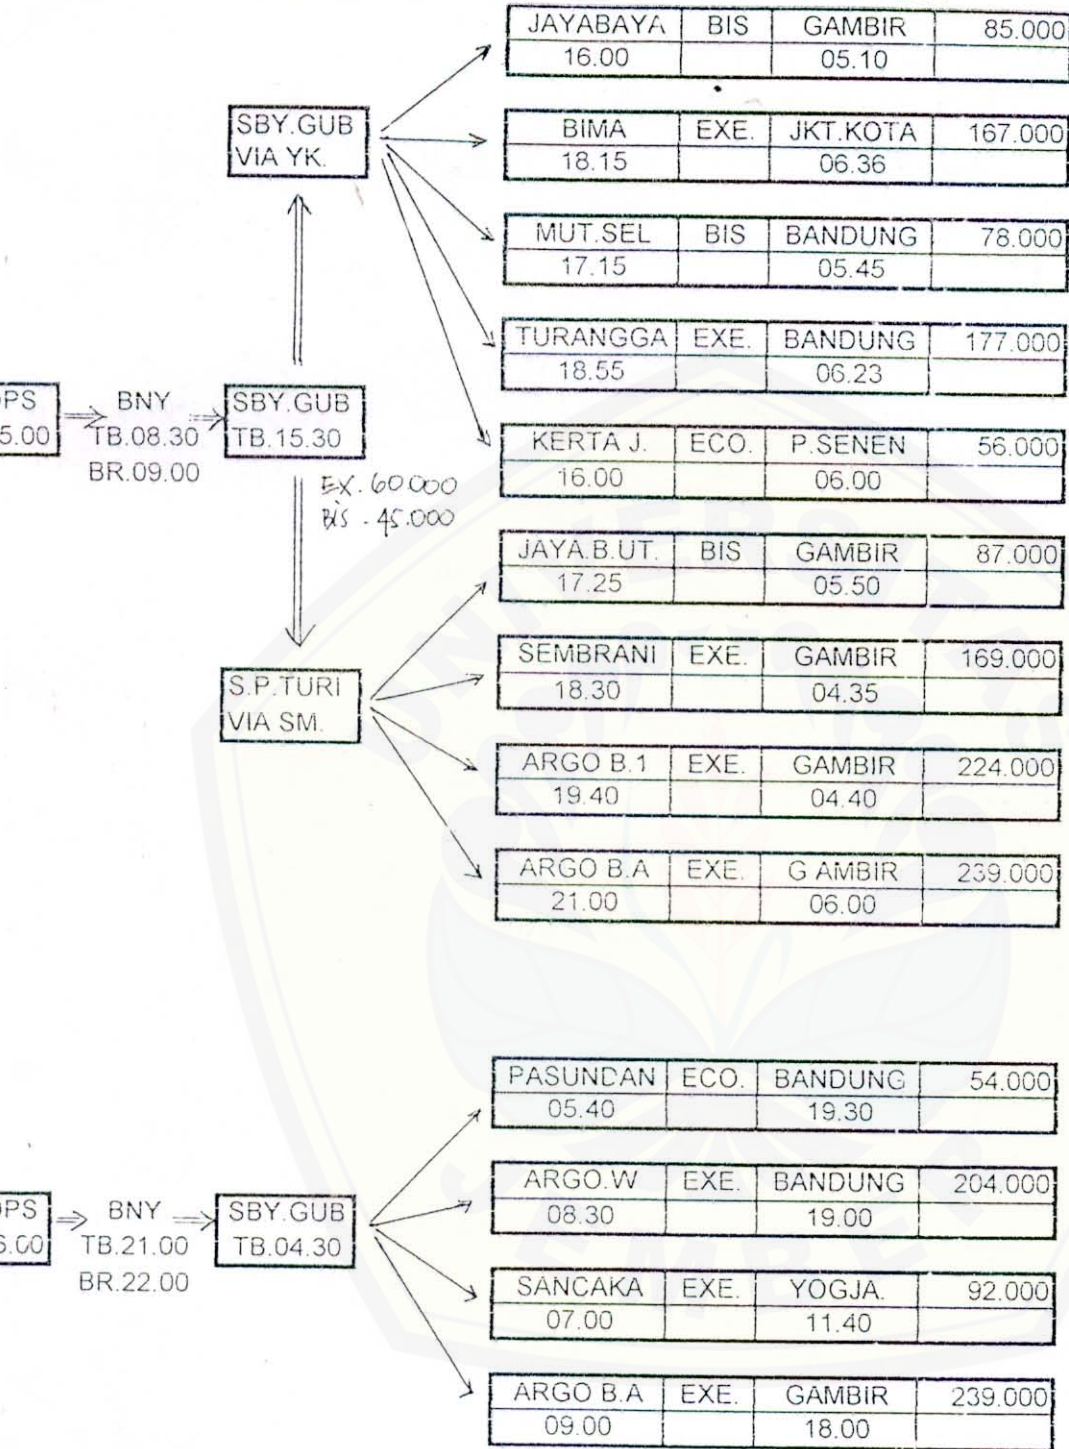 JAYABAYA BIS GAMBIR 85.000
16.00 05.10
SBY.GUB
VIA YK.
BIMA EXE. JKT.KOTA 167.000
18.15 06.36
MUT.SEL BIS BANDUNG 78.000
17.15 05.45
TURANGGA EXE. BANDUNG 177.000
18.55 06.23
PS BNY SBY.GUB
5.00 TB.08.30 TB.15.30
BR.09.00
KERTA J. ECO. P.SENEN 56.000
16.00 06.00
EX. 60.000
BIS . 45.000
JAYA.B.UT. BIS GAMBIR 87.000
17.25 05.50
SEMBRANI EXE. GAMBIR 169.000
18.30 04.35
S.P.TURI
VIA SM.
ARGO B.1 EXE. GAMBIR 224.000
19.40 04.40
ARGO B.A EXE. G AMBIR 239.000
21.00 06.00
PASUNDAN ECO. BANDUNG 54.000
05.40 19.30
ARGO.W EXE. BANDUNG 204.000
08.30 19.00
PS BNY SBY.GUB
6.00 TB.21.00 TB.04.30
BR.22.00
SANCAKA EXE. YOGJA. 92.000
07.00 11.40
ARGO B.A EXE. GAMBIR 239.000
09.00 18.00
UNIVERSITAS
JEMBER